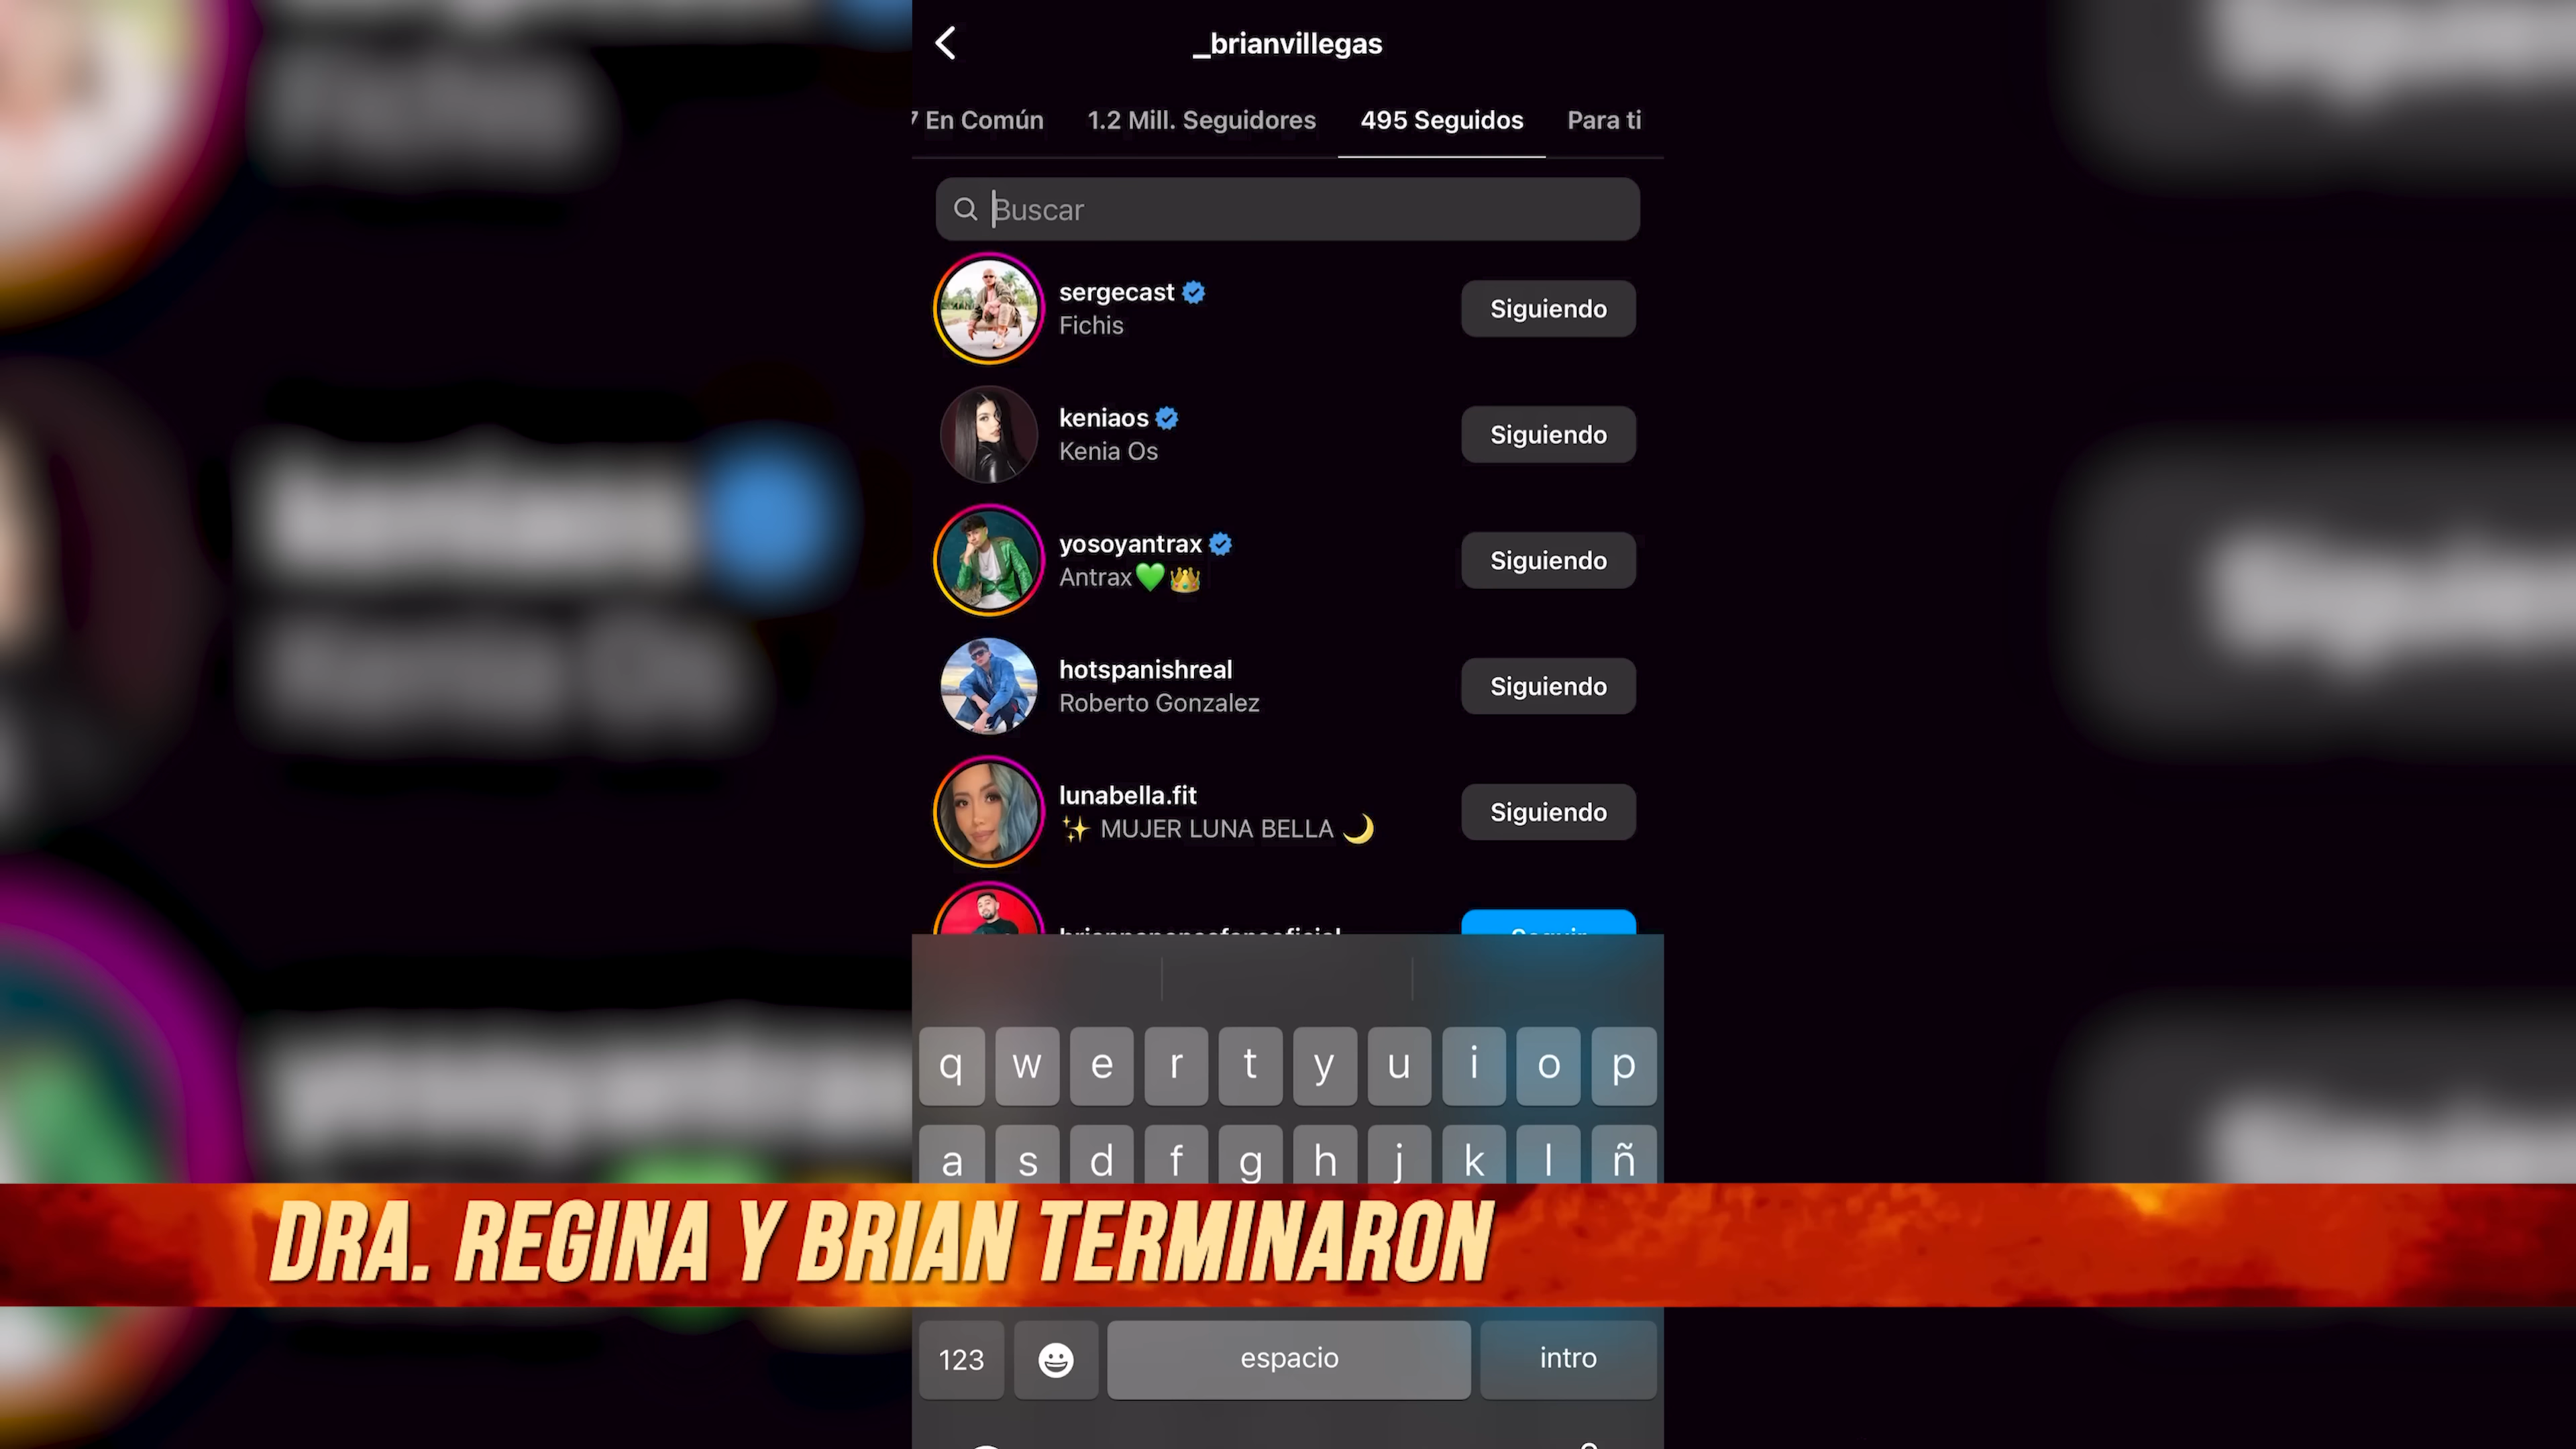 _brianvillegas
7 En Común 1.2 Mill. Seguidores 495 Seguidos Para ti
Buscar
sergecast
Fichis
Siguiendo
keniaos
Kenia Os
Siguiendo
yosoyantrax
Antrax💚👑
Siguiendo
hotspanishreal
Roberto Gonzalez
Siguiendo
lunabella.fit
✨ MUJER LUNA BELLA 🌙
Siguiendo
Seguir
q w e r t y u i o p
a s d f g h j k l ñ
DRA. REGINA Y BRIAN TERMINARON
123 espacio intro